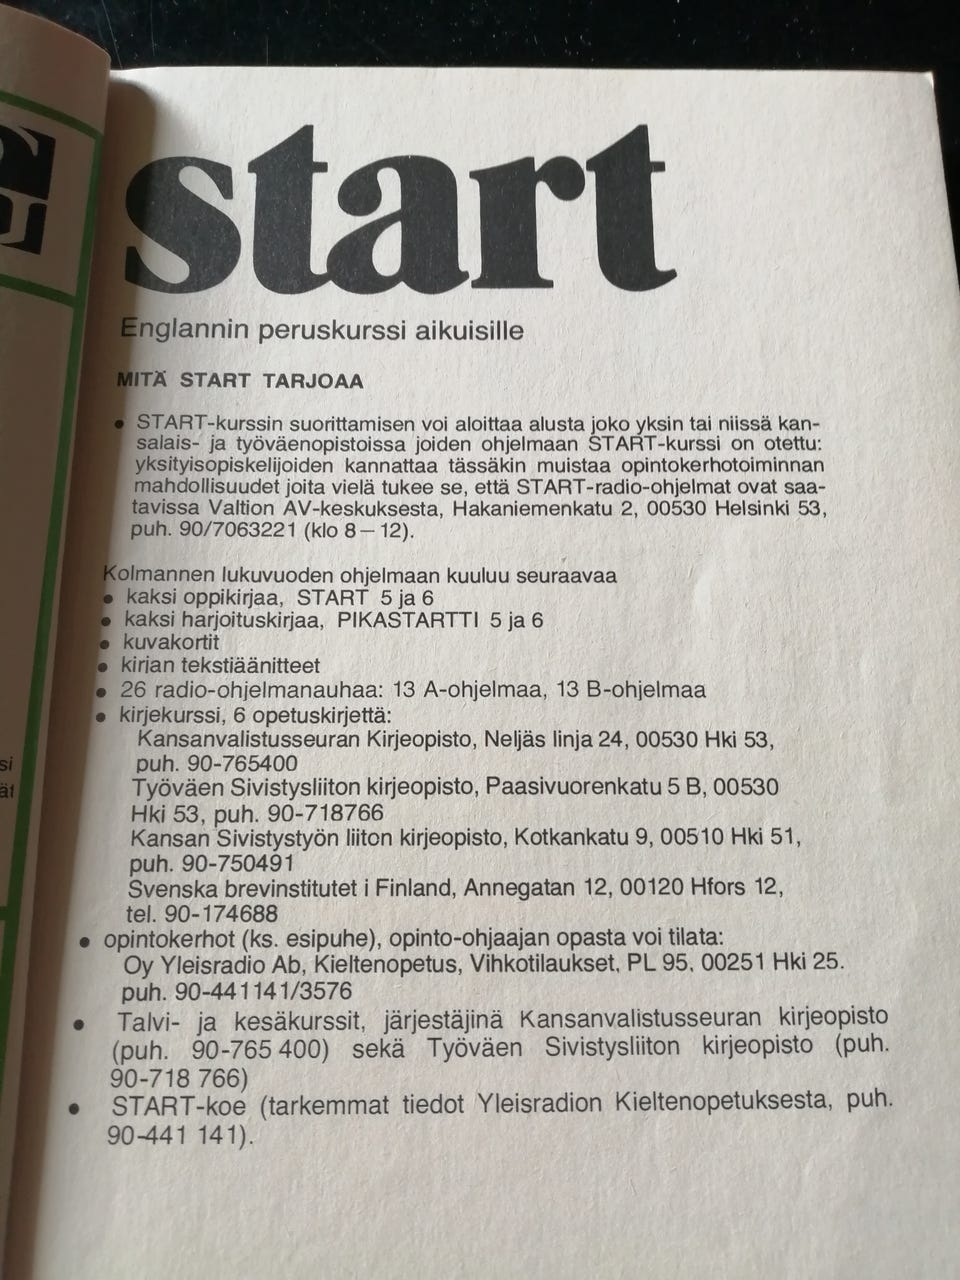 start
Englannin peruskurssi aikuisille
MITÄ START TARJOAA
• START-kurssin suorittamisen voi aloittaa alusta joko yksin tai niissä kan-
salais- ja työväenopistoissa joiden ohjelmaan START-kurssi on otettu:
yksityisopiskelijoiden kannattaa tässäkin muistaa opintokerhotoiminnan
mahdollisuudet joita vielä tukee se, että START-radio-ohjelmat ovat saa-
tavissa Valtion AV-keskuksesta, Hakaniemenkatu 2, 00530 Helsinki 53,
puh. 90/7063221 (klo 8 – 12).
Kolmannen lukuvuoden ohjelmaan kuuluu seuraavaa
• kaksi oppikirjaa, START 5 ja 6
• kaksi harjoituskirjaa, PIKASTARTTI 5 ja 6
• kuvakortit
• kirjan tekstiäänitteet
• 26 radio-ohjelmanauhaa: 13 A-ohjelmaa, 13 B-ohjelmaa
• kirjekurssi, 6 opetuskirjettä:
Kansanvalistusseuran Kirjeopisto, Neljäs linja 24, 00530 Hki 53,
puh. 90-765400
Työväen Sivistysliiton kirjeopisto, Paasivuorenkatu 5 B, 00530
Hki 53, puh. 90-718766
Kansan Sivistystyön liiton kirjeopisto, Kotkankatu 9, 00510 Hki 51,
puh. 90-750491
Svenska brevinstitutet i Finland, Annegatan 12, 00120 Hfors 12,
tel. 90-174688
• opintokerhot (ks. esipuhe), opinto-ohjaajan opasta voi tilata:
Oy Yleisradio Ab, Kieltenopetus, Vihkotilaukset, PL 95, 00251 Hki 25.
puh. 90-441141/3576
• Talvi- ja kesäkurssit, järjestäjinä Kansanvalistusseuran kirjeopisto
(puh. 90-765 400) sekä Työväen Sivistysliiton kirjeopisto (puh.
90-718 766)
• START-koe (tarkemmat tiedot Yleisradion Kieltenopetuksesta, puh.
90-441 141).